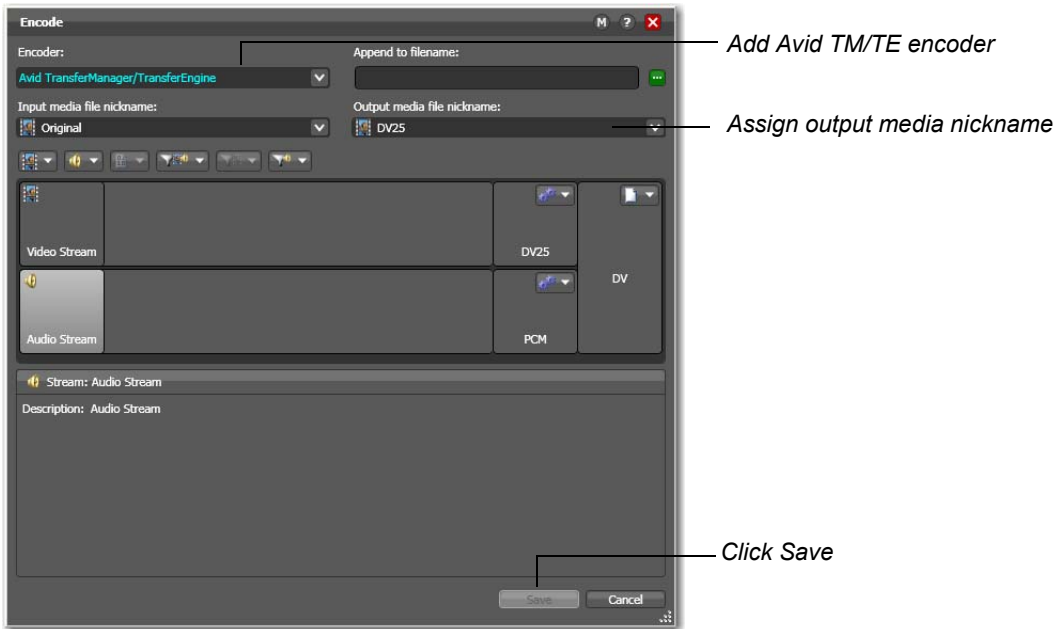 Encode
M ?
Encoder:
Append to filename:
Add Avid TM/TE encoder
Avid TransferManager/TransferEngine
Input media file nickname:
Output media file nickname:
Original
DV25
Assign output media nickname
Video Stream
DV25
DV
Audio Stream
PCM
Stream: Audio Stream
Description: Audio Stream
Click Save
Save
Cancel